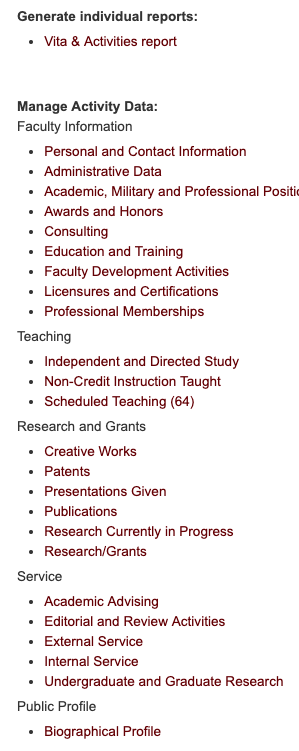 Generate individual reports:
Vita & Activities report
Manage Activity Data:
Faculty Information
Personal and Contact Information
Administrative Data
Academic, Military and Professional
Awards and Honors
Consulting
Education and Training
Faculty Development Activities
Licensures and Certifications
Professional Memberships
Teaching
Independent and Directed Study
Non-Credit Instruction Taught
Scheduled Teaching (64)
Research and Grants
Creative Works
Patents
Presentations Given
Publications
Research Currently in Progress
Research/Grants
Service
Academic Advising
Editorial and Review Activities
External Service
Internal Service
Undergraduate and Graduate Research
Public Profile
Biographical Profile